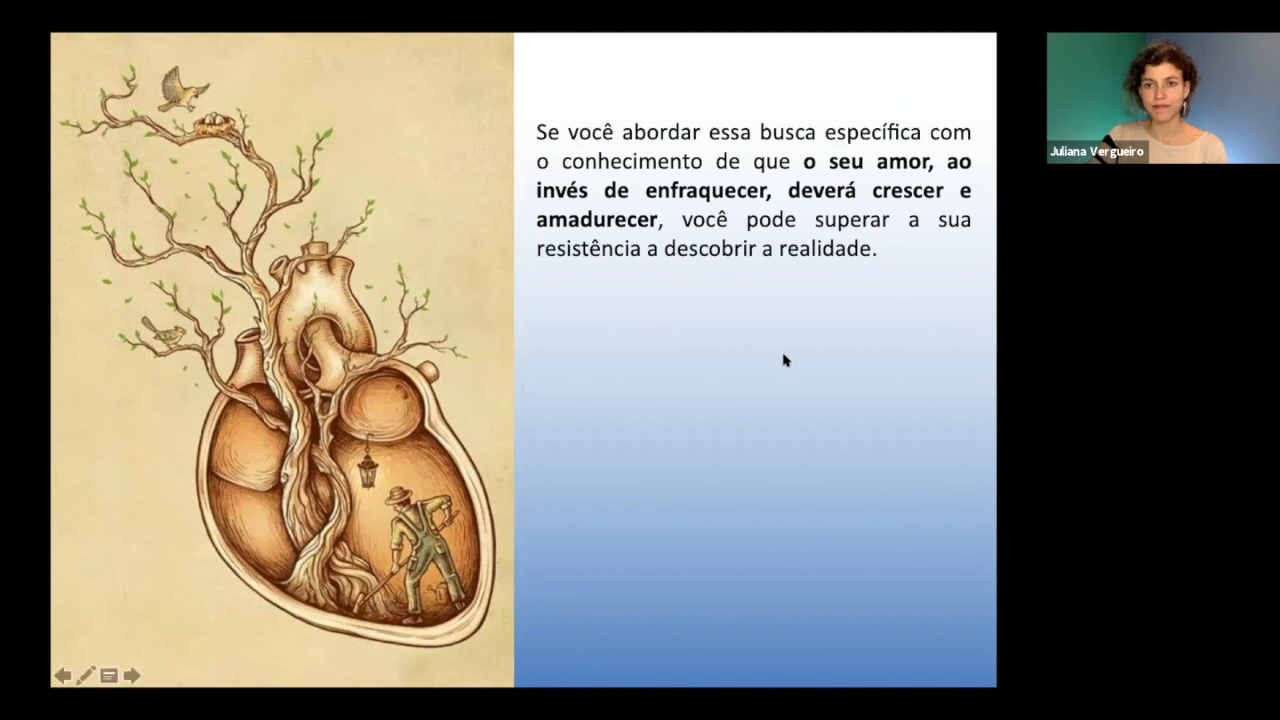 Se você abordar essa busca específica com
o conhecimento de que o seu amor, ao
invés de enfraquecer, deverá crescer e
amadurecer, você pode superar a sua
resistência a descobrir a realidade.
Juliana Vergueiro